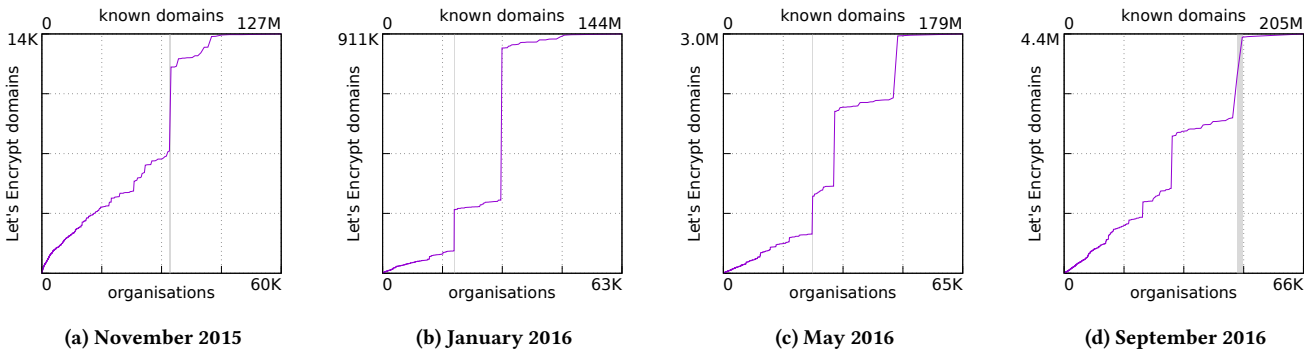 known domains
0 127M
14K
Let's Encrypt domains
0 60K
organisations
(a) November 2015
known domains
0 144M
911K
Let's Encrypt domains
0 63K
organisations
(b) January 2016
known domains
0 179M
3.0M
Let's Encrypt domains
0 65K
organisations
(c) May 2016
known domains
0 205M
4.4M
Let's Encrypt domains
0 66K
organisations
(d) September 2016